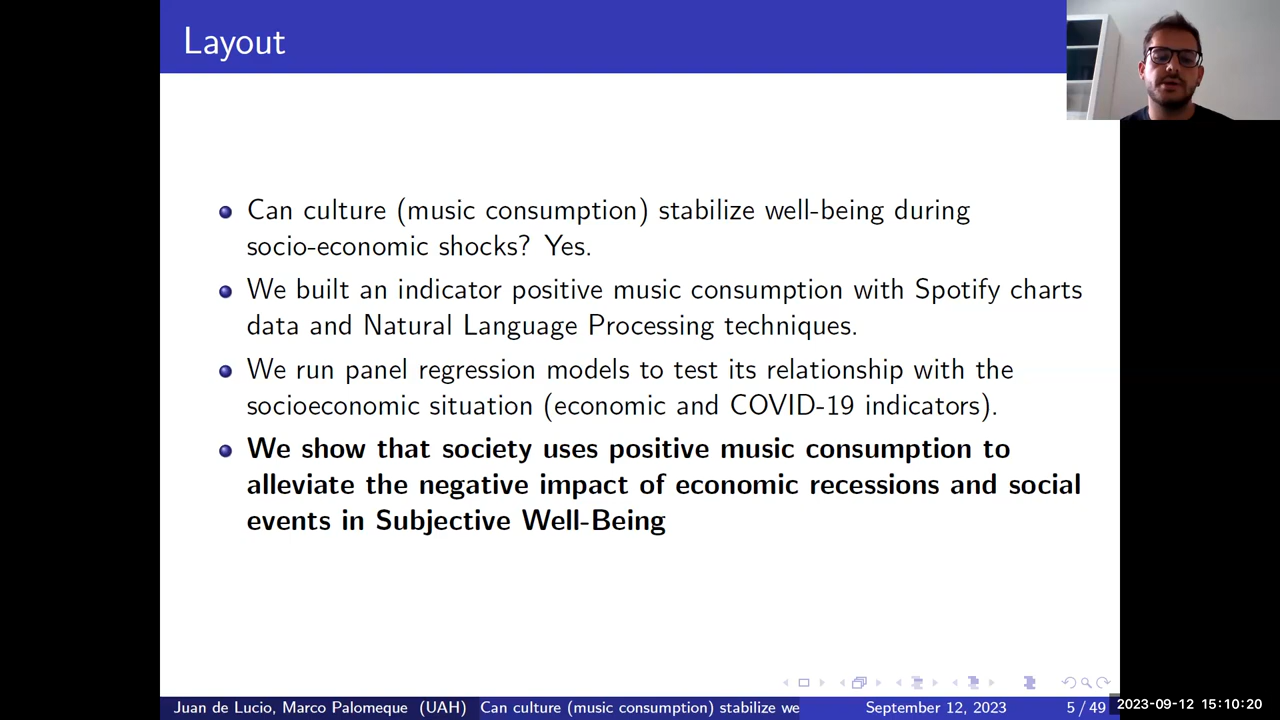 Layout
Can culture (music consumption) stabilize well-being during
socio-economic shocks? Yes.
We built an indicator positive music consumption with Spotify charts
data and Natural Language Processing techniques.
We run panel regression models to test its relationship with the
socioeconomic situation (economic and COVID-19 indicators).
We show that society uses positive music consumption to
alleviate the negative impact of economic recessions and social
events in Subjective Well-Being
Juan de Lucio, Marco Palomeque (UAH) Can culture (music consumption) stabilize we September 12, 2023 5 / 49 2023-09-12 15:10:20